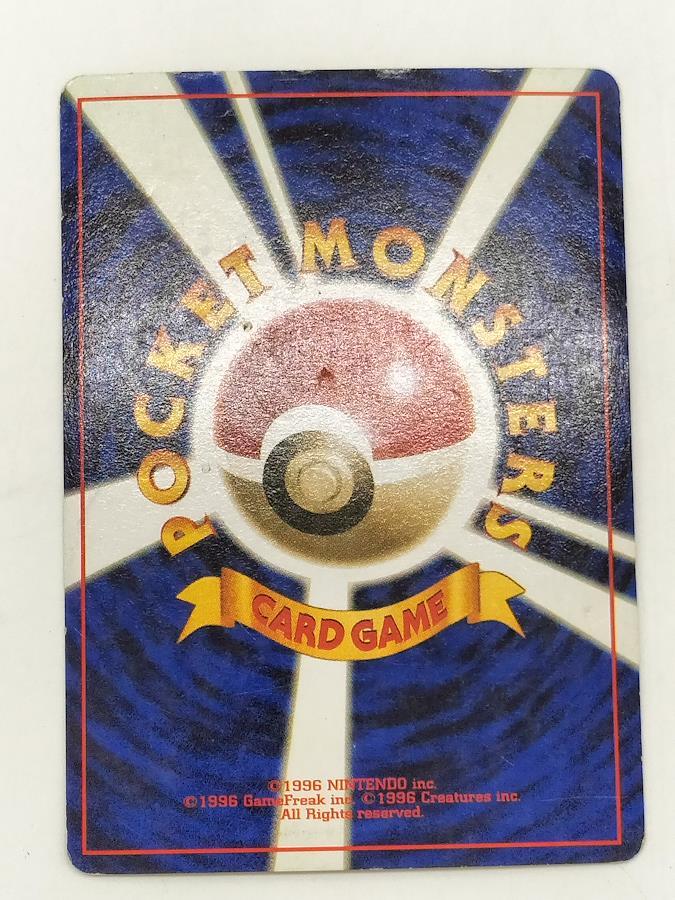 POCKET MONSTERS
CARD GAME
©1996 NINTENDO inc.
©1996 GameFreak inc. ©1996 Creatures inc.
All Rights reserved.